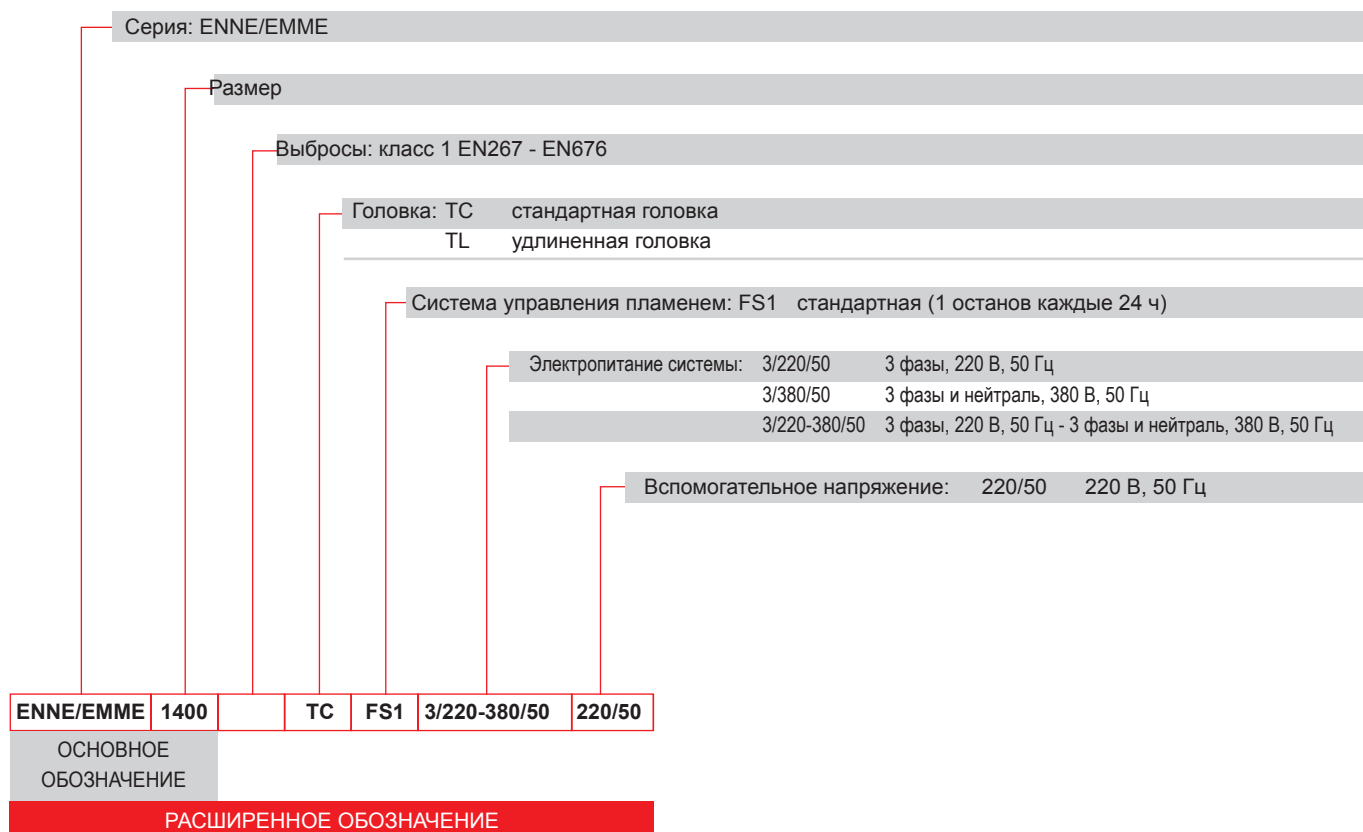 Серия: ENNE/EMME
Размер
Выбросы: класс 1 EN267 - EN676
Головка: TC стандартная головка
TL удлиненная головка
Система управления пламенем: FS1 стандартная (1 останов каждые 24 ч)
Электропитание системы: 3/220/50 3 фазы, 220 В, 50 Гц
3/380/50 3 фазы и нейтраль, 380 В, 50 Гц
3/220-380/50 3 фазы, 220 В, 50 Гц - 3 фазы и нейтраль, 380 В, 50 Гц
Вспомогательное напряжение: 220/50 220 В, 50 Гц
ENNE/EMME 1400 TC FS1 3/220-380/50 220/50
ОСНОВНОЕ
ОБОЗНАЧЕНИЕ
РАСШИРЕННОЕ ОБОЗНАЧЕНИЕ